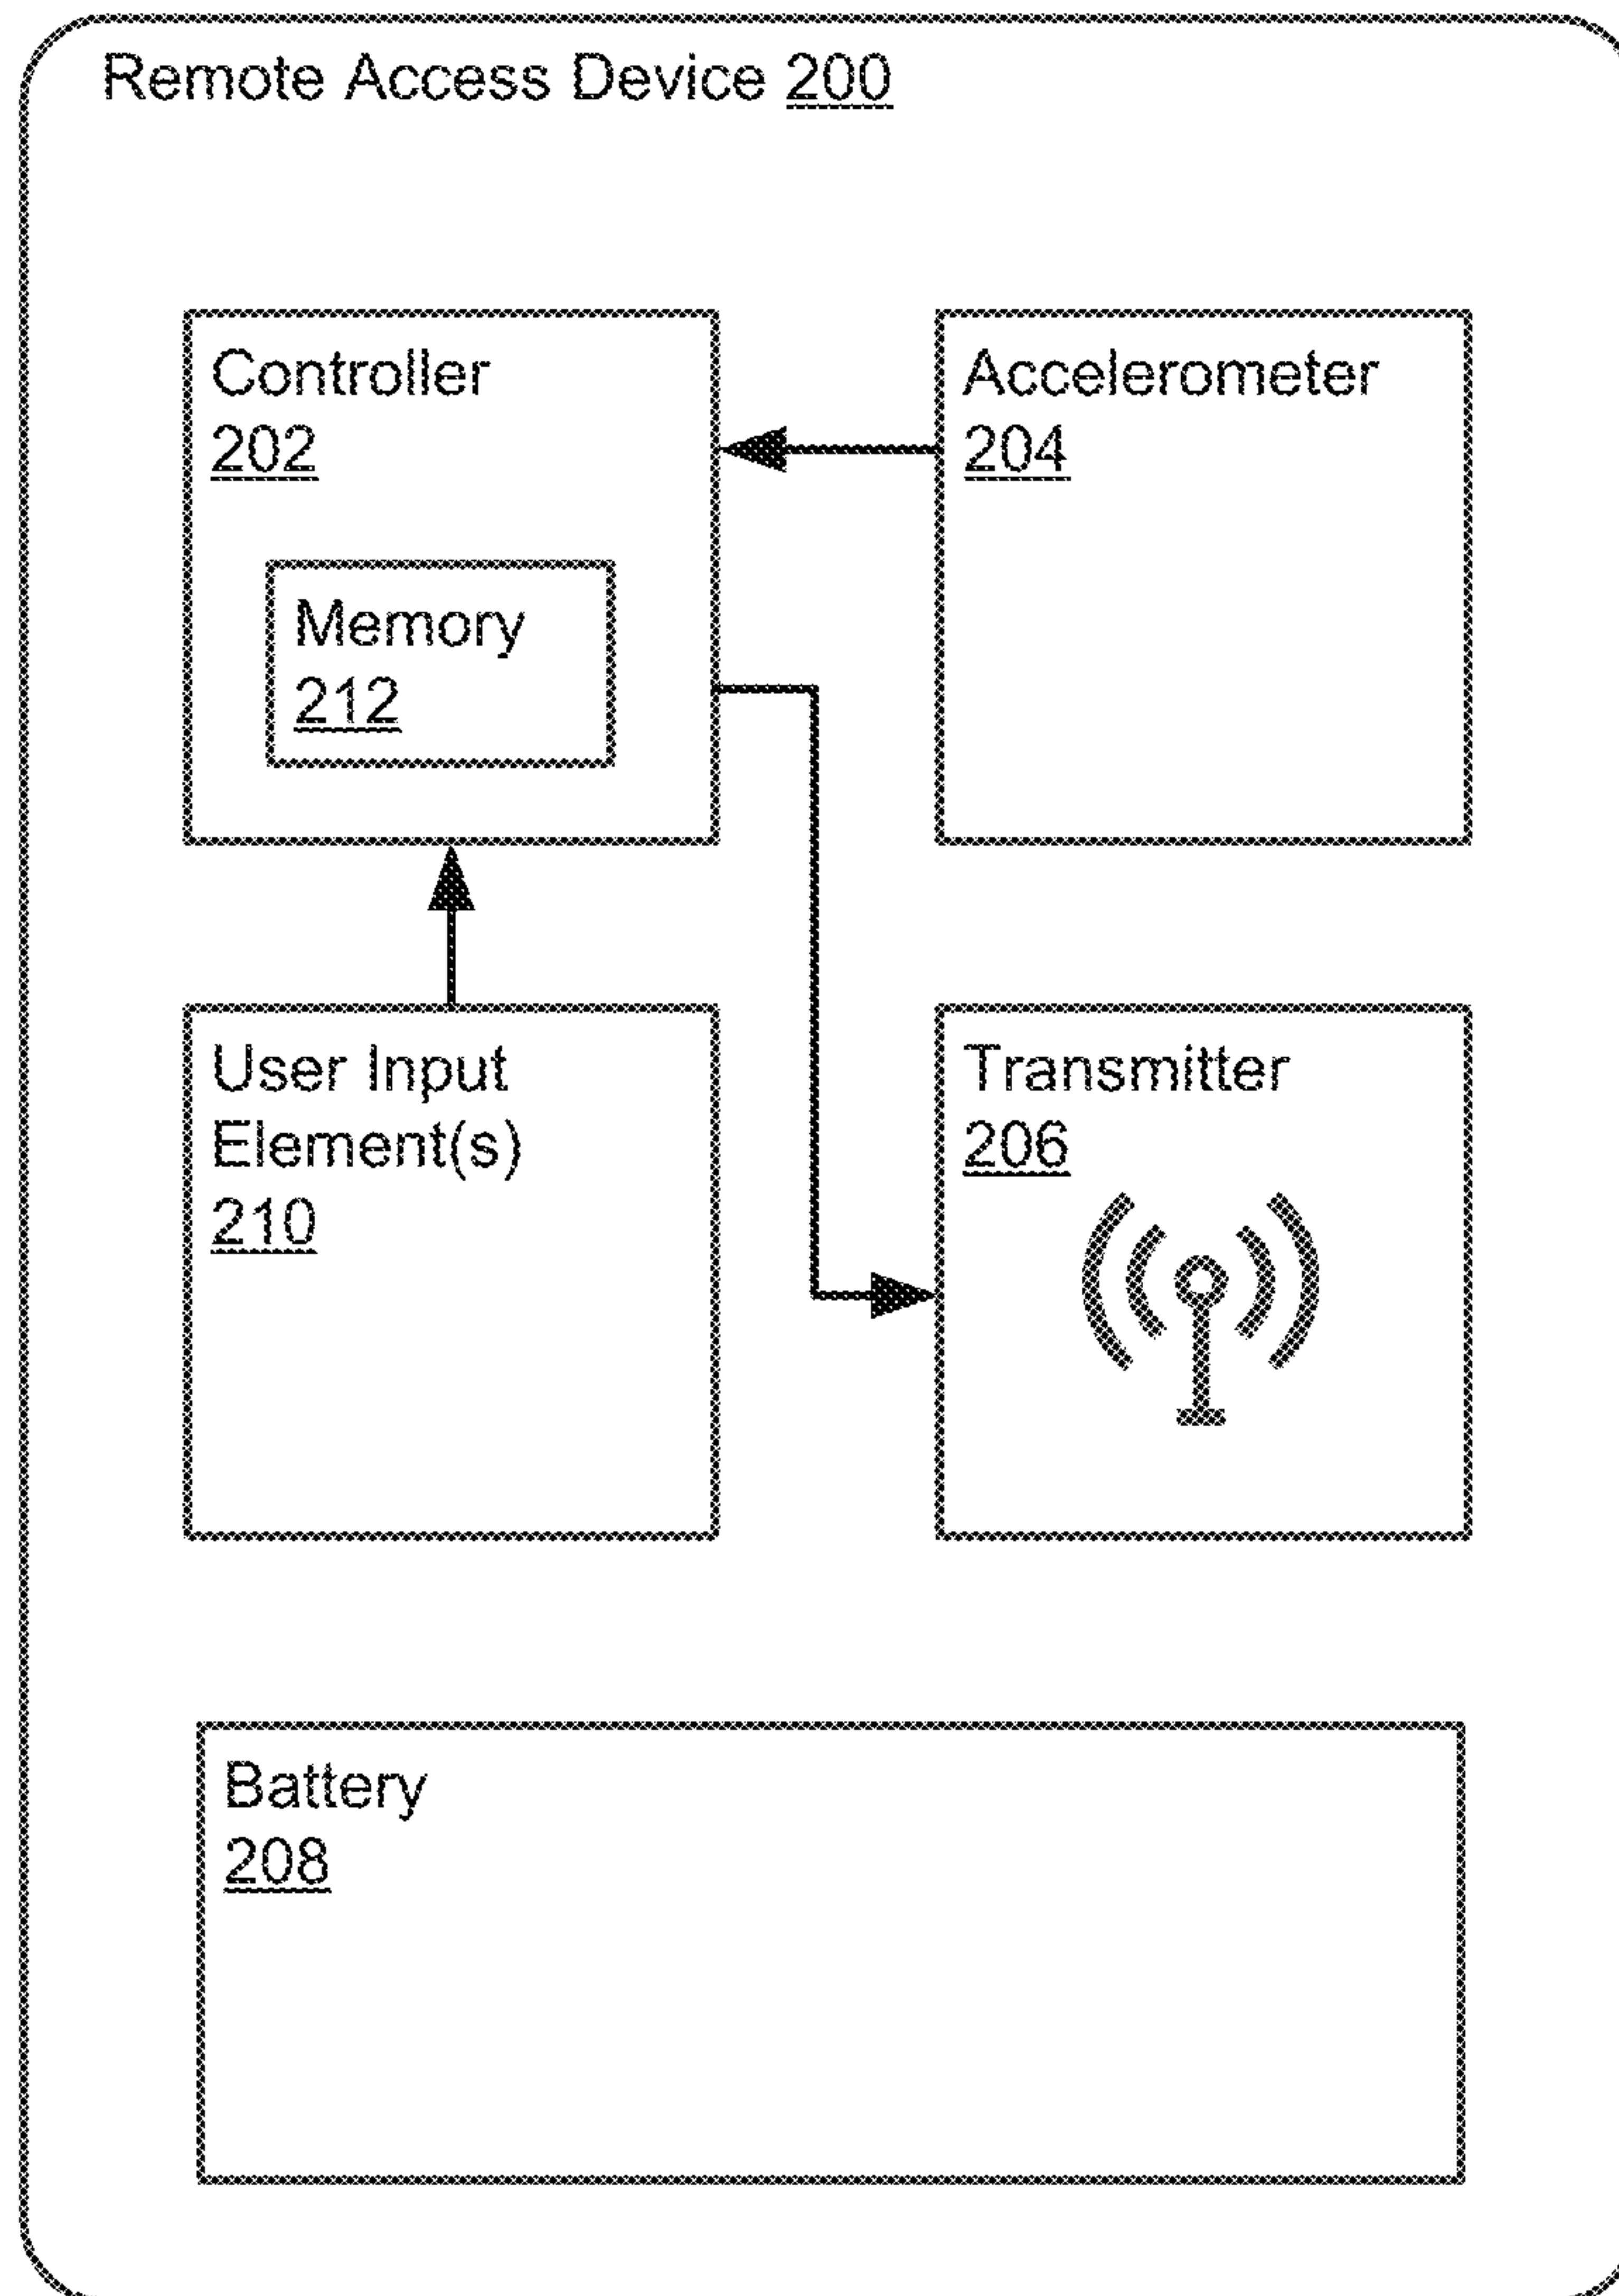 Remote Access Device 200
Controller
202
Accelerometer
204
Memory
212
User Input
Element(s)
210
Transmitter
206
Battery
208